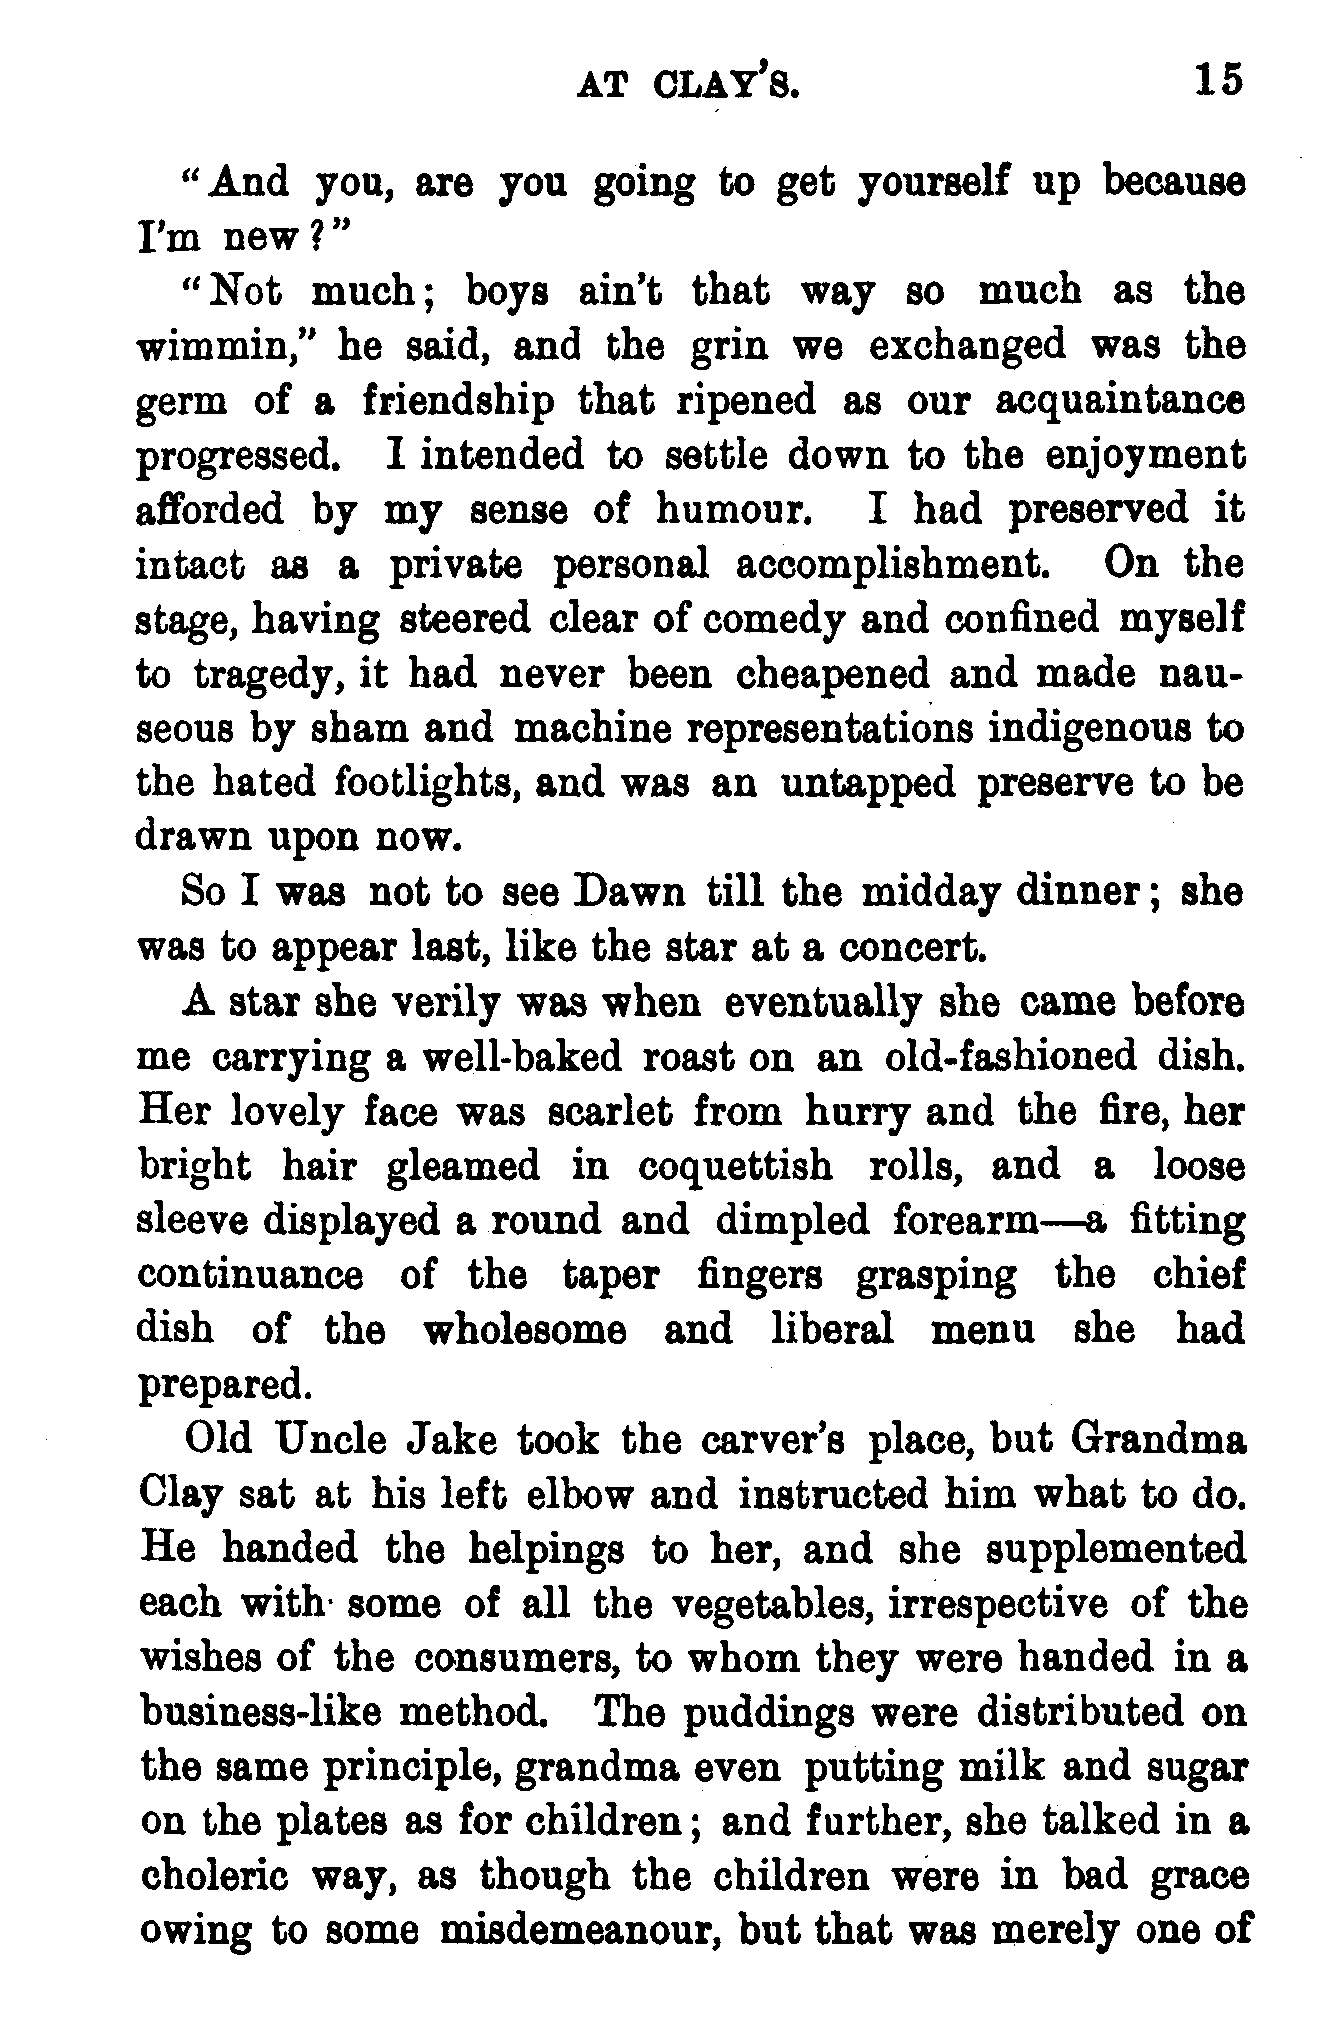 AT CLAY'S. 15
"And you, are you going to get yourself up because
I'm new?"
"Not much; boys ain't that way so much as the
wimmin," he said, and the grin we exchanged was the
germ of a friendship that ripened as our acquaintance
progressed. I intended to settle down to the enjoyment
afforded by my sense of humour. I had preserved it
intact as a private personal accomplishment. On the
stage, having steered clear of comedy and confined myself
to tragedy, it had never been cheapened and made nau-
seous by sham and machine representations indigenous to
the hated footlights, and was an untapped preserve to be
drawn upon now.
So I was not to see Dawn till the midday dinner; she
was to appear last, like the star at a concert.
A star she verily was when eventually she came before
me carrying a well-baked roast on an old-fashioned dish.
Her lovely face was scarlet from hurry and the fire, her
bright hair gleamed in coquettish rolls, and a loose
sleeve displayed a round and dimpled forearm—a fitting
continuance of the taper fingers grasping the chief
dish of the wholesome and liberal menu she had
prepared.
Old Uncle Jake took the carver's place, but Grandma
Clay sat at his left elbow and instructed him what to do.
He handed the helpings to her, and she supplemented
each with some of all the vegetables, irrespective of the
wishes of the consumers, to whom they were handed in a
business-like method. The puddings were distributed on
the same principle, grandma even putting milk and sugar
on the plates as for children; and further, she talked in a
choleric way, as though the children were in bad grace
owing to some misdemeanour, but that was merely one of